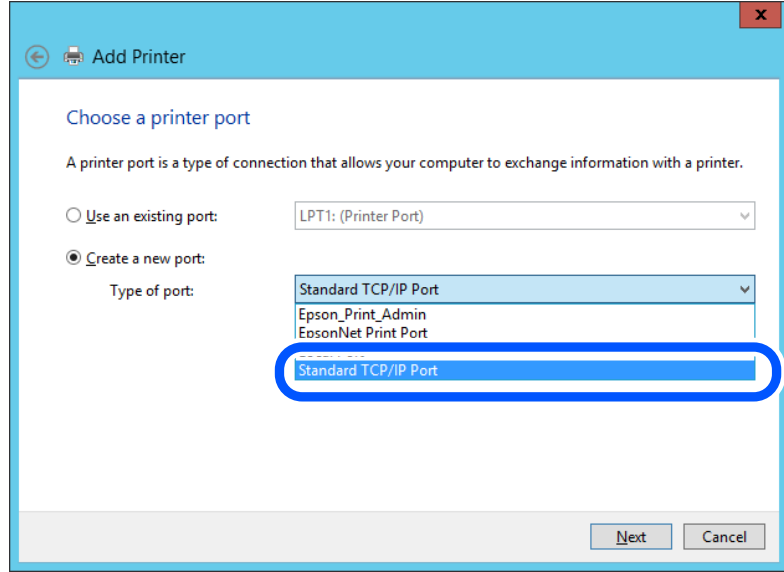 x
Add Printer
Choose a printer port
A printer port is a type of connection that allows your computer to exchange information with a printer.
Use an existing port: LPT1: (Printer Port)
Create a new port:
Type of port: Standard TCP/IP Port
Epson_Print_Admin
EpsonNet Print Port
Standard TCP/IP Port
Next Cancel